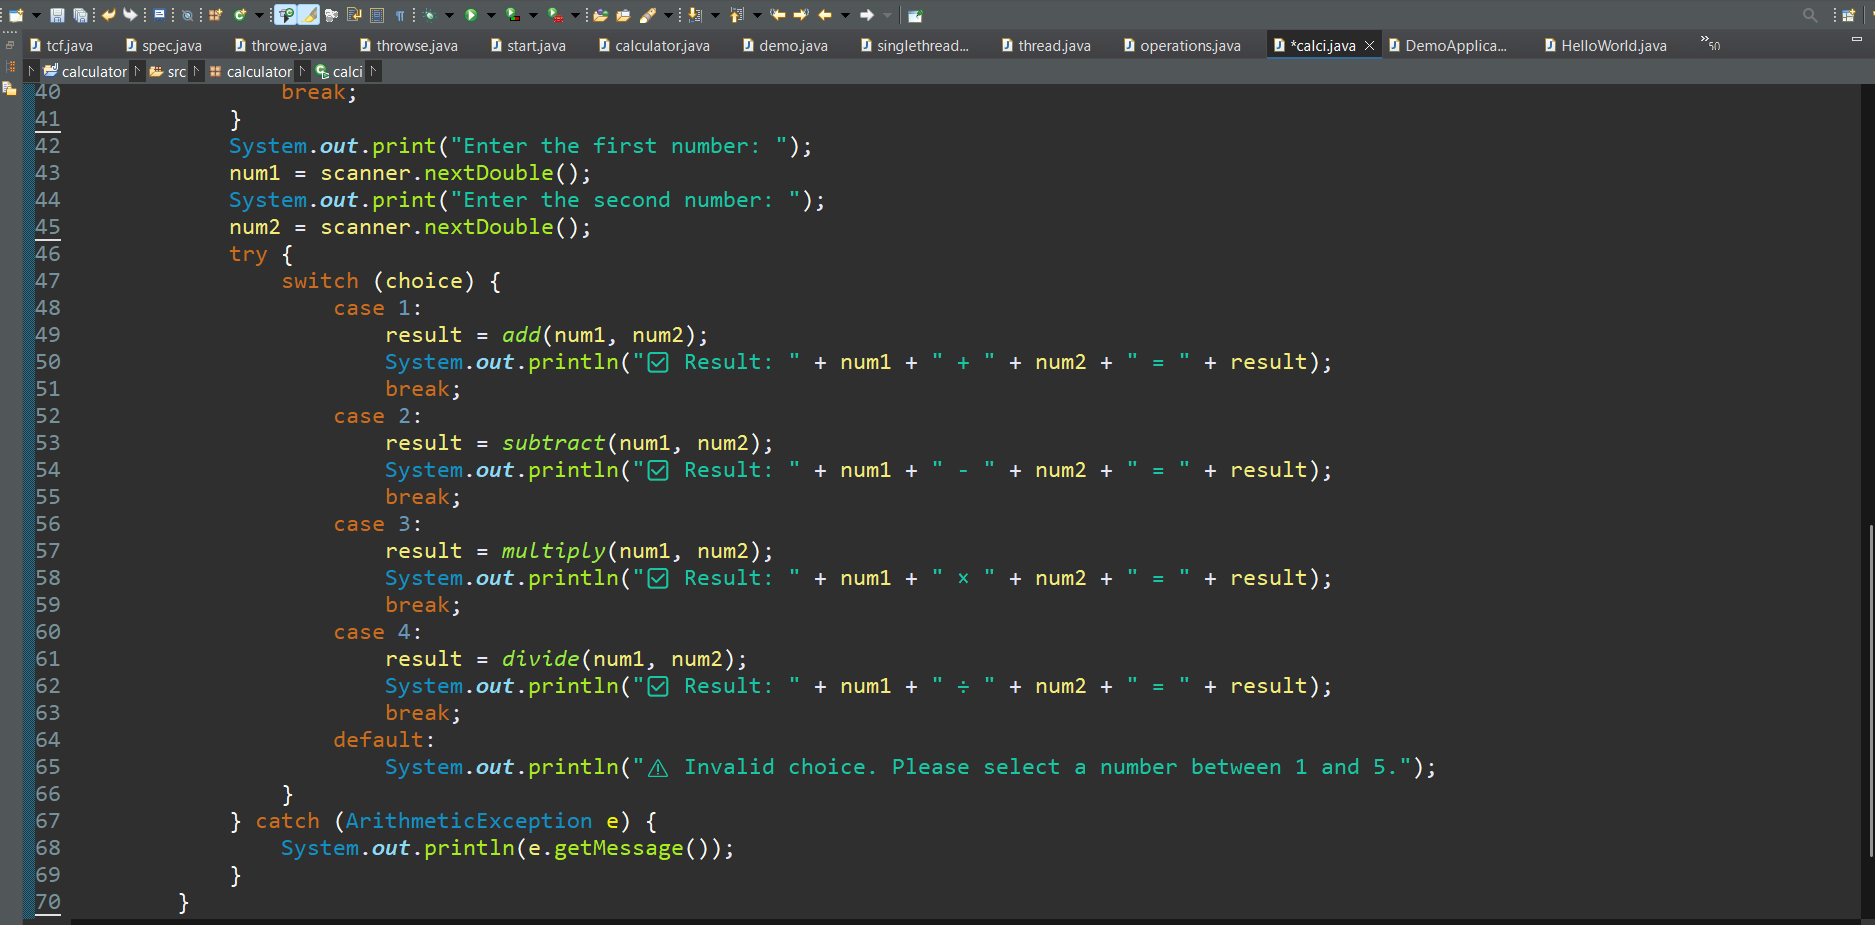 tcf.java spec.java throwe.java throwse.java start.java calculator.java demo.java singlethread... thread.java operations.java *calci.java DemoApplica... HelloWorld.java »50
calculator src calculator calci
40 break;
41 }
42 System.out.print("Enter the first number: ");
43 num1 = scanner.nextDouble();
44 System.out.print("Enter the second number: ");
45 num2 = scanner.nextDouble();
46 try {
47 switch (choice) {
48 case 1:
49 result = add(num1, num2);
50 System.out.println("✅ Result: " + num1 + " + " + num2 + " = " + result);
51 break;
52 case 2:
53 result = subtract(num1, num2);
54 System.out.println("✅ Result: " + num1 + " - " + num2 + " = " + result);
55 break;
56 case 3:
57 result = multiply(num1, num2);
58 System.out.println("✅ Result: " + num1 + " × " + num2 + " = " + result);
59 break;
60 case 4:
61 result = divide(num1, num2);
62 System.out.println("✅ Result: " + num1 + " ÷ " + num2 + " = " + result);
63 break;
64 default:
65 System.out.println("⚠ Invalid choice. Please select a number between 1 and 5.");
66 }
67 } catch (ArithmeticException e) {
68 System.out.println(e.getMessage());
69 }
70 }